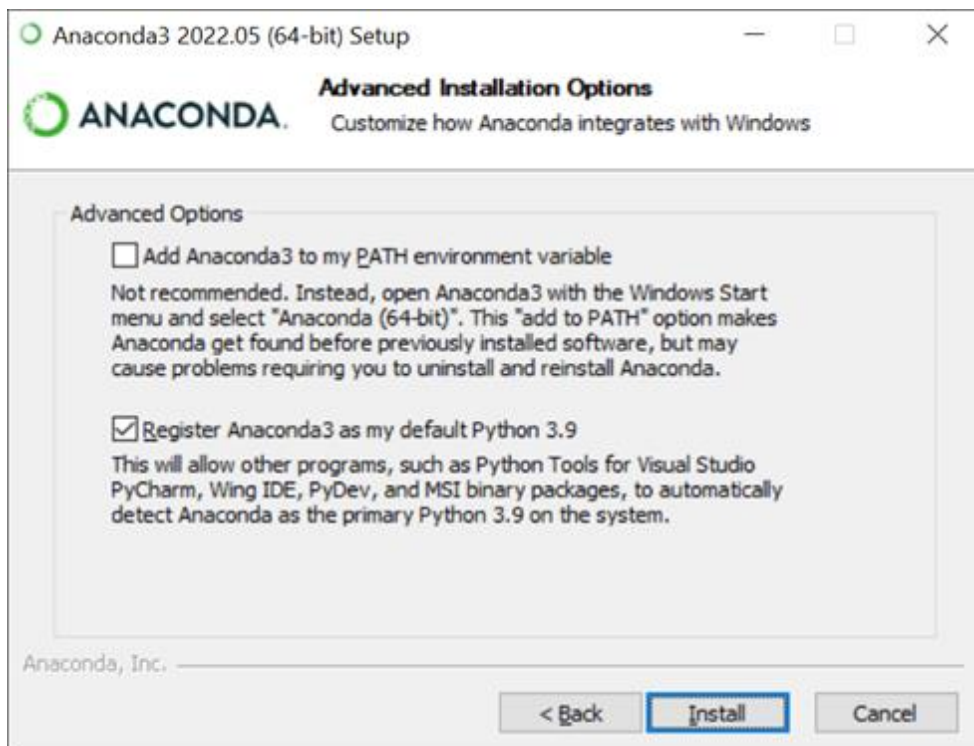 Anaconda3 2022.05 (64-bit) Setup
ANACONDA.
Advanced Installation Options
Customize how Anaconda integrates with Windows
Advanced Options
Add Anaconda3 to my PATH environment variable
Not recommended. Instead, open Anaconda3 with the Windows Start
menu and select "Anaconda (64-bit)". This "add to PATH" option makes
Anaconda get found before previously installed software, but may
cause problems requiring you to uninstall and reinstall Anaconda.
Register Anaconda3 as my default Python 3.9
This will allow other programs, such as Python Tools for Visual Studio
PyCharm, Wing IDE, PyDev, and MSI binary packages, to automatically
detect Anaconda as the primary Python 3.9 on the system.
Anaconda, Inc.
< Back Install Cancel